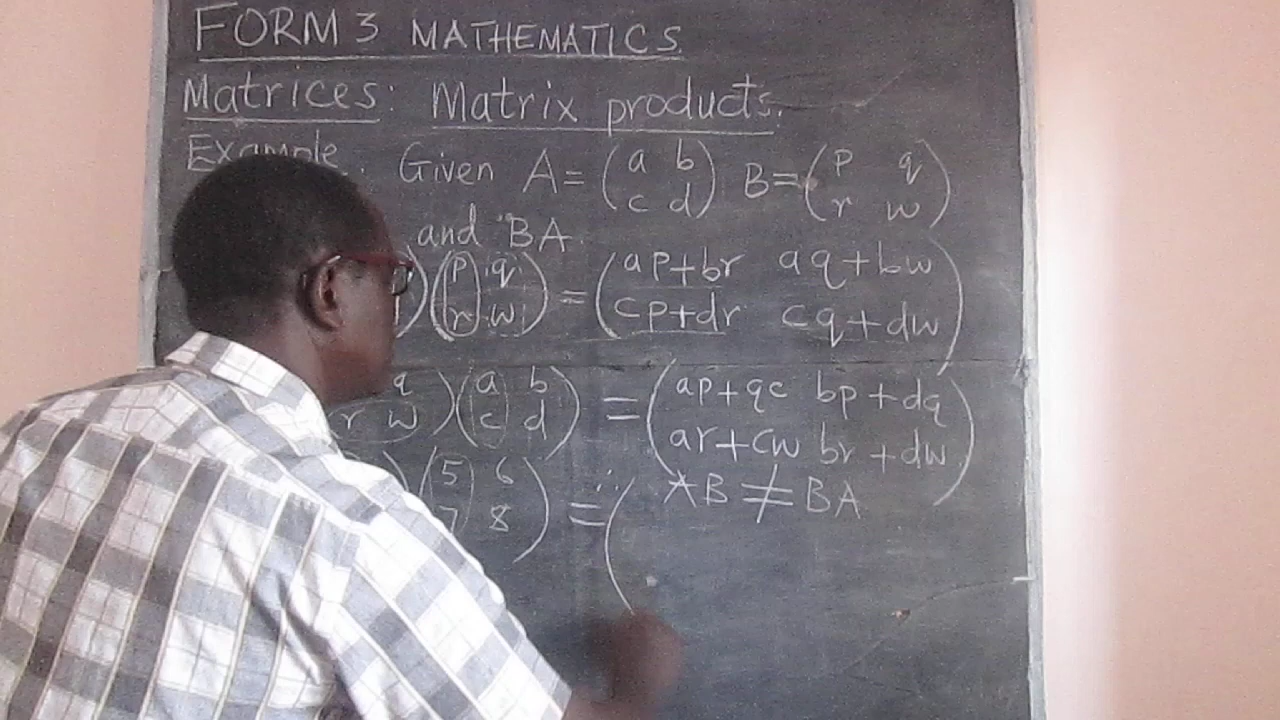 FORM 3 MATHEMATICS
Matrices: Matrix products.
Example. Given A = (a b
c d) B = (p q
r w)
and BA
)(p q
r w) = (ap+br aq+bw
cp+dr cq+dw)
q
r w)(a b
c d) = (ap+qc bp+dq
ar+cw br+dw)
)(5 6
7 8) = (
∴ AB ≠ BA